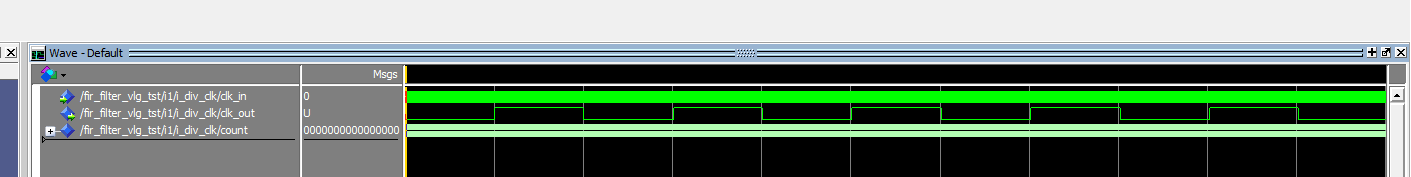 Wave - Default
Msgs
/fir_filter_vlg_tst/i1/i_div_clk/clk_in 0
/fir_filter_vlg_tst/i1/i_div_clk/clk_out U
/fir_filter_vlg_tst/i1/i_div_clk/count 0000000000000000